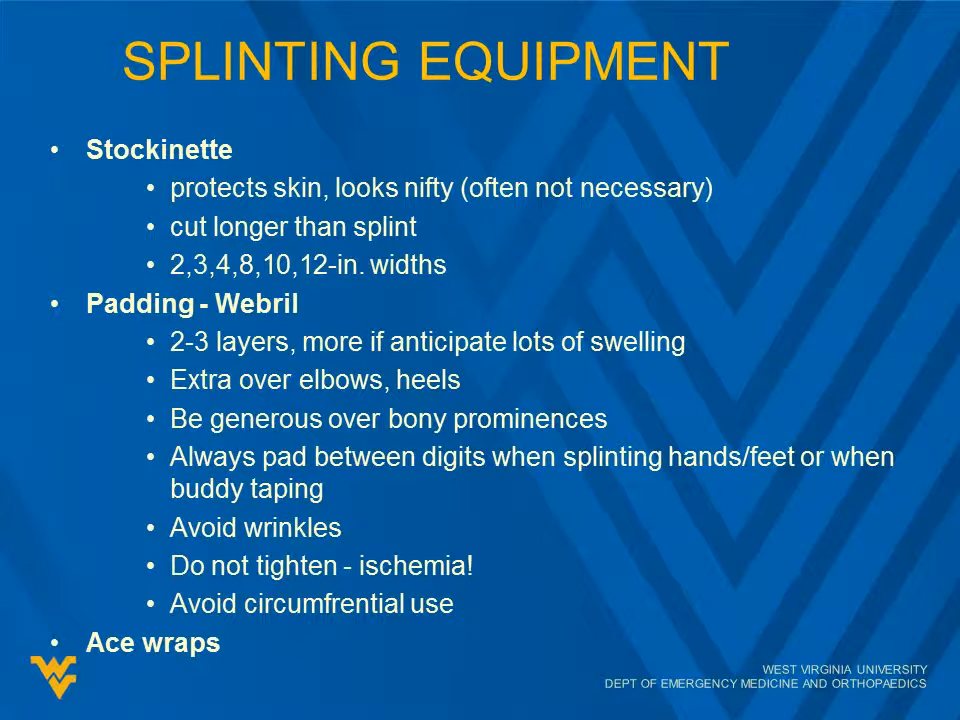 SPLINTING EQUIPMENT
• Stockinette
• protects skin, looks nifty (often not necessary)
• cut longer than splint
• 2,3,4,8,10,12-in. widths
• Padding - Webril
• 2-3 layers, more if anticipate lots of swelling
• Extra over elbows, heels
• Be generous over bony prominences
• Always pad between digits when splinting hands/feet or when
buddy taping
• Avoid wrinkles
• Do not tighten - ischemia!
• Avoid circumfrential use
• Ace wraps
WEST VIRGINIA UNIVERSITY
DEPT OF EMERGENCY MEDICINE AND ORTHOPAEDICS